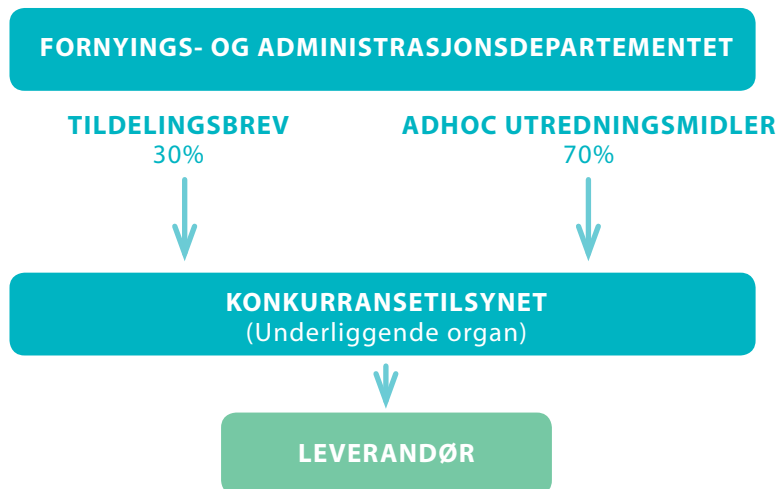 FORNYINGS- OG ADMINISTRASJONSDEPARTEMENTET
TILDELINGSBREV
30%
ADHOC UTREDNINGSMIDLER
70%
KONKURRANSETILSYNET
(Underliggende organ)
LEVERANDØR